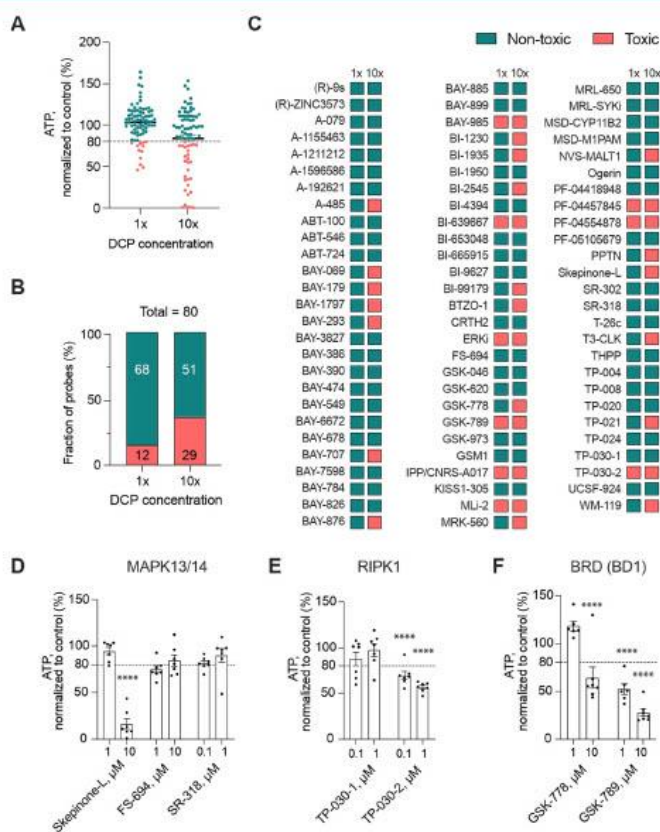 A
ATP, normalized to control (%)
200
150
100
80
50
0
1x 10x
DCP concentration
B
Total = 80
Fraction of probes (%)
100
50
0
68 51
12 29
1x 10x
DCP concentration
C
Non-toxic Toxic
1x 10x
(R)-9s
(R)-ZINC3573
A-079
A-1155463
A-1211212
A-1596586
A-192621
A-485
ABT-100
ABT-546
ABT-724
BAY-069
BAY-179
BAY-1797
BAY-293
BAY-3827
BAY-386
BAY-390
BAY-474
BAY-549
BAY-6672
BAY-678
BAY-707
BAY-7598
BAY-784
BAY-826
BAY-876
1x 10x
BAY-885
BAY-899
BAY-985
BI-1230
BI-1935
BI-1950
BI-2545
BI-4394
BI-639667
BI-653048
BI-665915
BI-9627
BI-99179
BTZO-1
CRTH2
ERKi
FS-694
GSK-046
GSK-620
GSK-778
GSK-789
GSK-973
GSM1
IPP/CNRS-A017
KISS1-305
MLi-2
MRK-560
1x 10x
MRL-650
MRL-SYKi
MSD-CYP11B2
MSD-M1PAM
NVS-MALT1
Ogerin
PF-04418948
PF-04457845
PF-04554878
PF-05105679
PPTN
Skepinone-L
SR-302
SR-318
T-26c
T3-CLK
THPP
TP-004
TP-008
TP-020
TP-021
TP-024
TP-030-1
TP-030-2
UCSF-924
WM-119
D
MAPK13/14
ATP, normalized to control (%)
200
150
100
80
50
0
****
1 10 1 10 0.1 1
Skepinone-L, µM
FS-694, µM
SR-318, µM
E
RIPK1
ATP, normalized to control (%)
200
150
100
80
50
0
**** ****
0.1 1 0.1 1
TP-030-1, µM
TP-030-2, µM
F
BRD (BD1)
ATP, normalized to control (%)
200
150
100
80
50
0
**** **** ****
1 10 1 10
GSK-778, µM
GSK-789, µM